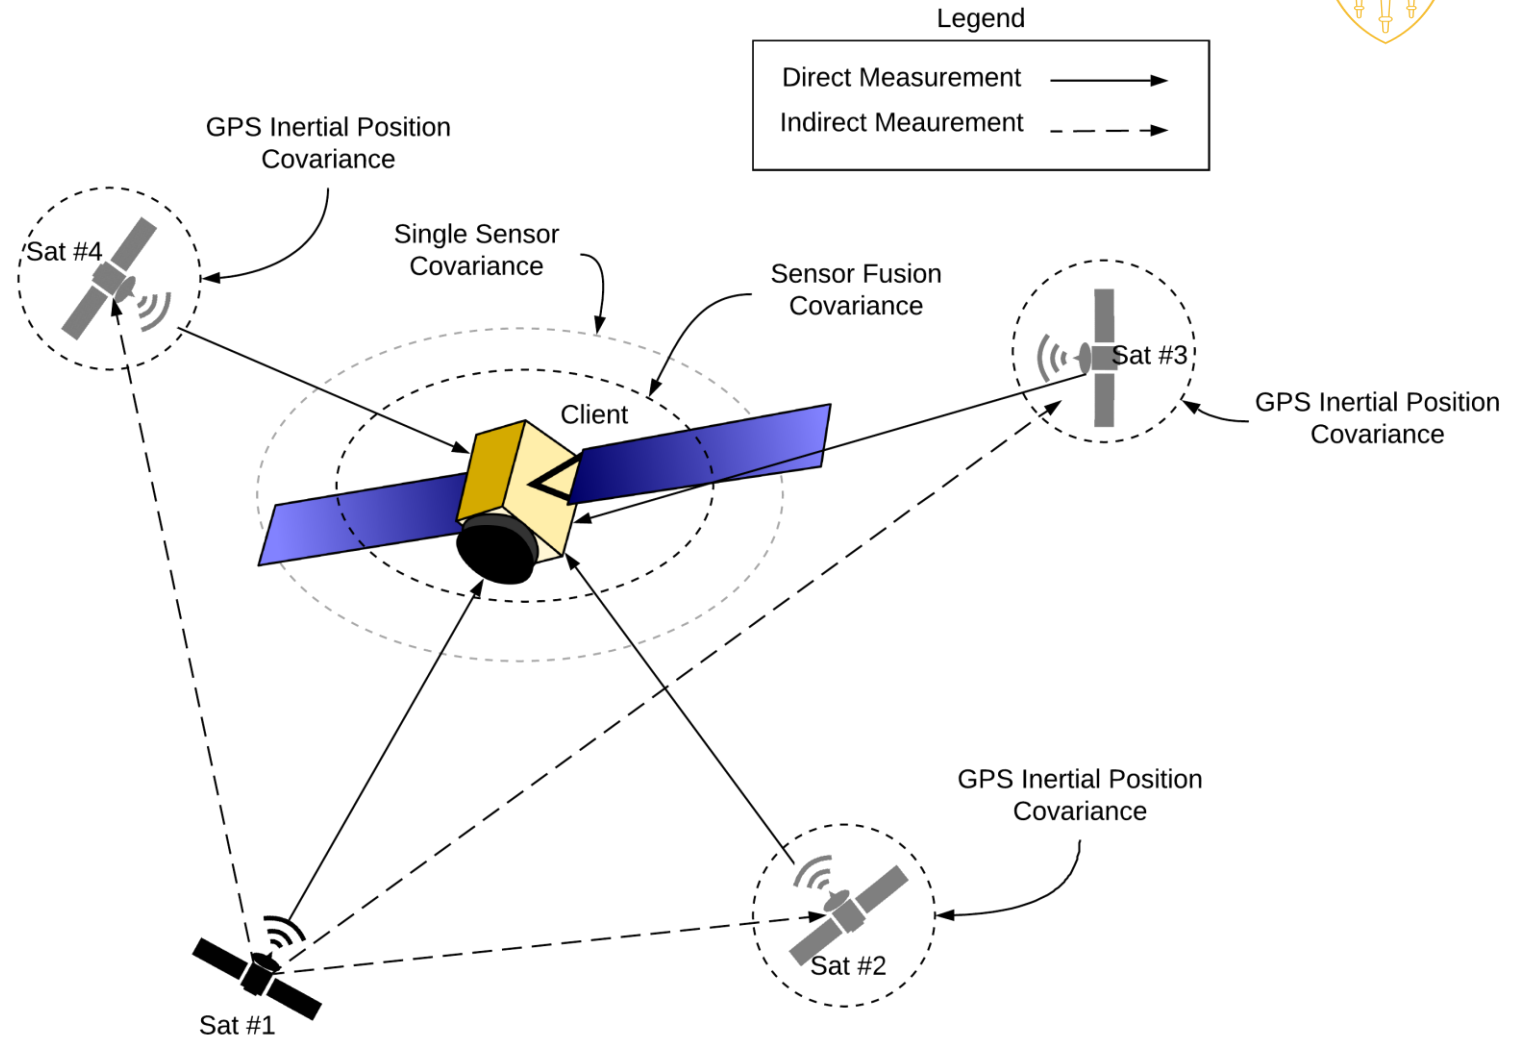 Legend
Direct Measurement
Indirect Meaurement
GPS Inertial Position
Covariance
Sat #4
Single Sensor
Covariance
Sensor Fusion
Covariance
Client
Sat #3
GPS Inertial Position
Covariance
GPS Inertial Position
Covariance
Sat #2
Sat #1